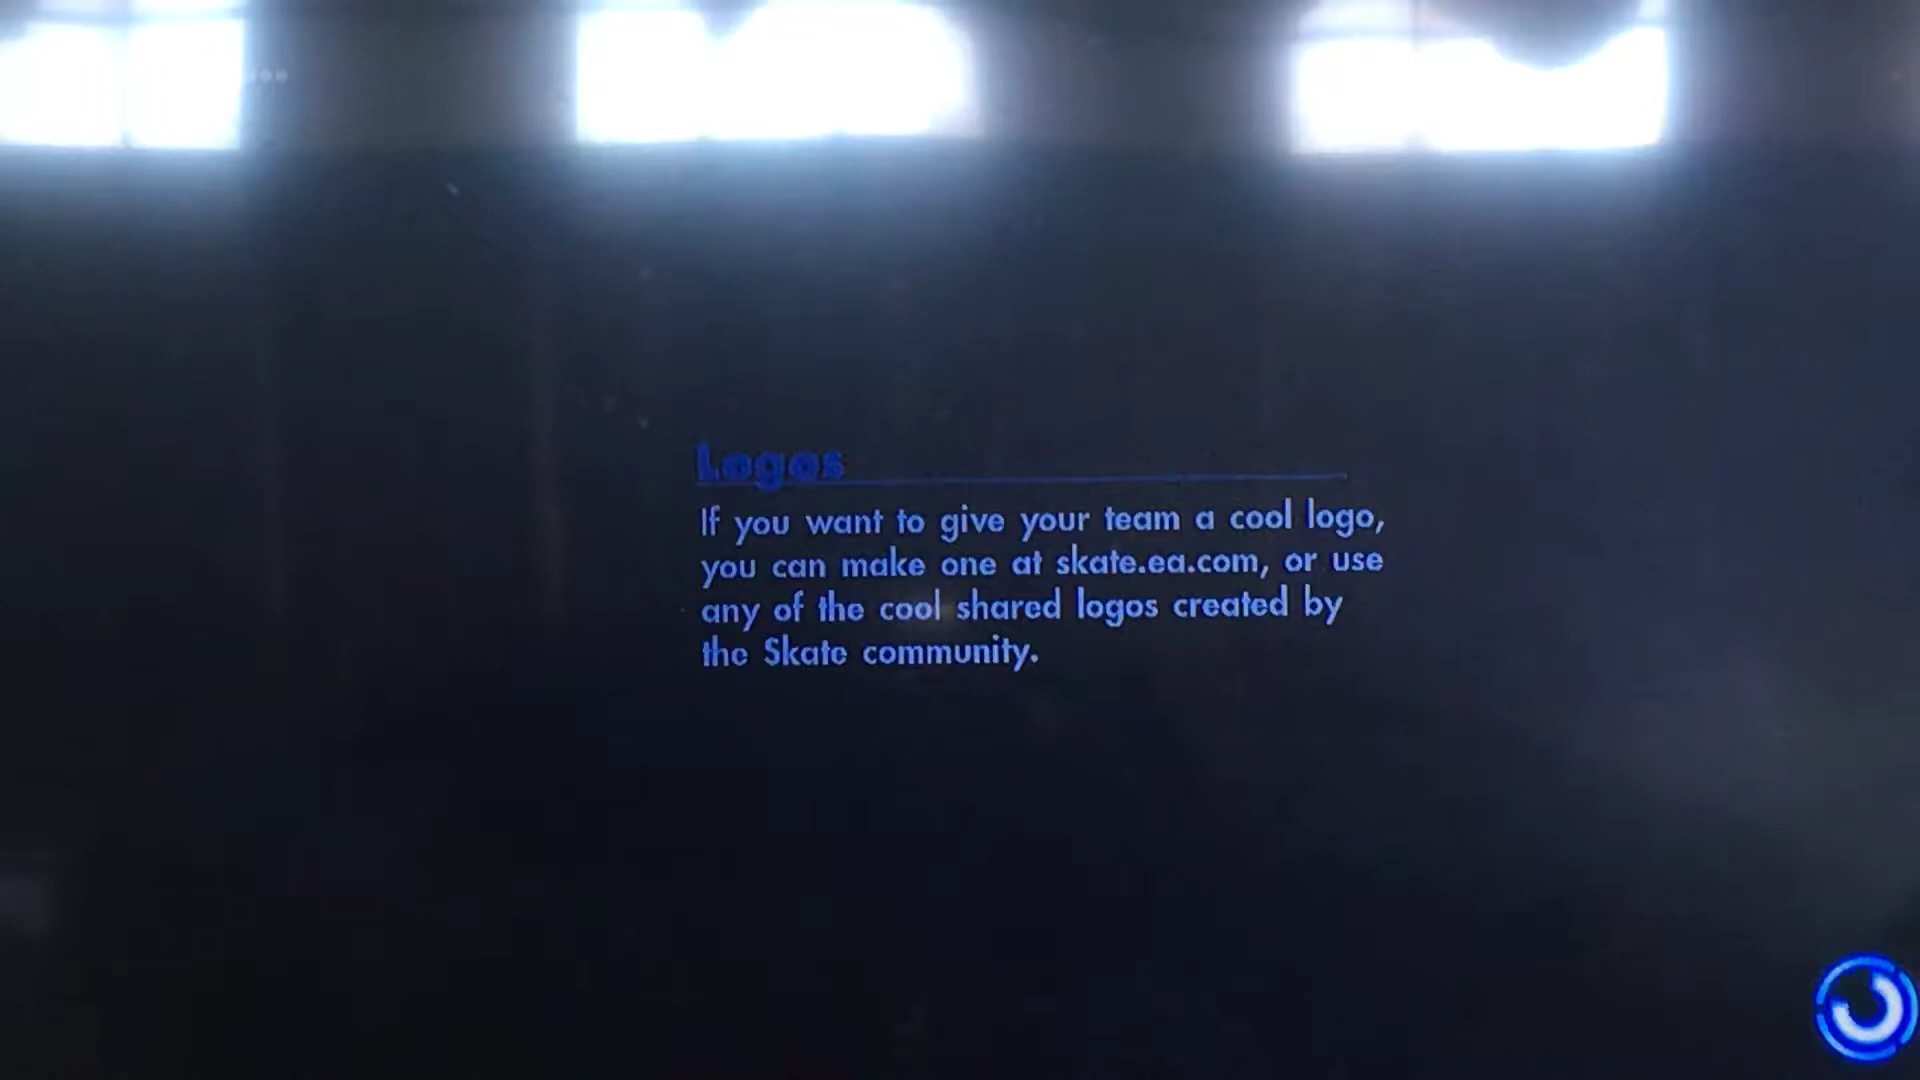 Logos
If you want to give your team a cool logo,
you can make one at skate.ea.com, or use
any of the cool shared logos created by
the Skate community.